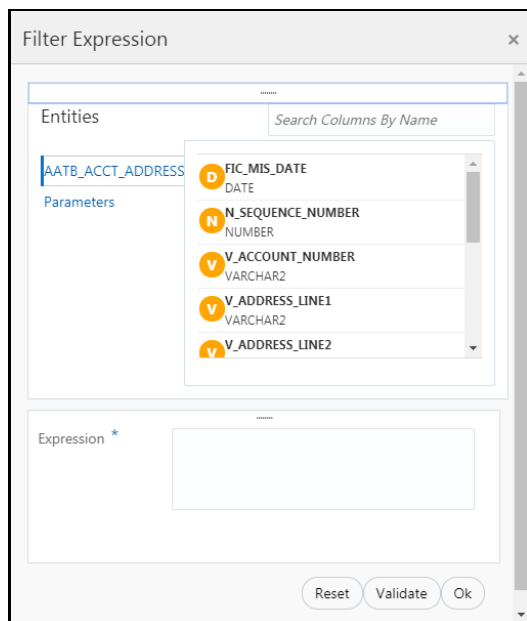 Filter Expression ×
Entities
Search Columns By Name
AATB_ACCT_ADDRESS
Parameters
D FIC_MIS_DATE
DATE
N N_SEQUENCE_NUMBER
NUMBER
V V_ACCOUNT_NUMBER
VARCHAR2
V V_ADDRESS_LINE1
VARCHAR2
V V_ADDRESS_LINE2
Expression *
Reset Validate Ok